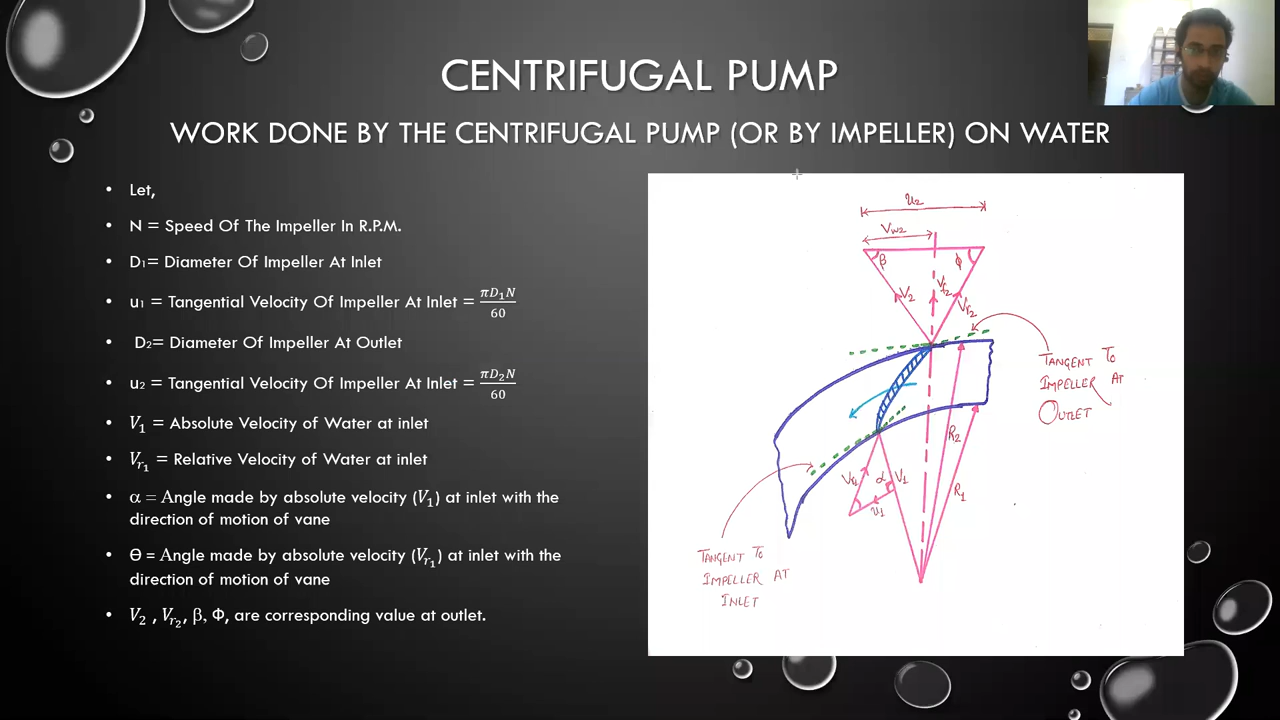 CENTRIFUGAL PUMP
WORK DONE BY THE CENTRIFUGAL PUMP (OR BY IMPELLER) ON WATER
• Let,
• N = Speed Of The Impeller In R.P.M.
• D₁= Diameter Of Impeller At Inlet
• u₁ = Tangential Velocity Of Impeller At Inlet = πD₁N/60
• D₂= Diameter Of Impeller At Outlet
• u₂ = Tangential Velocity Of Impeller At Inlet = πD₂N/60
• V₁ = Absolute Velocity of Water at inlet
• Vr₁ = Relative Velocity of Water at inlet
• α = Angle made by absolute velocity (V₁) at inlet with the
direction of motion of vane
• Ө = Angle made by absolute velocity (Vr₁) at inlet with the
direction of motion of vane
• V₂ , Vr₂, β, Φ, are corresponding value at outlet.
u₂
Vw₂
β
ϕ
V₂
Vf₂
Vr₂
TANGENT TO
IMPELLER AT
OUTLET
R₂
R₁
Vr₁
α
V₁
u₁
TANGENT TO
IMPELLER AT
INLET